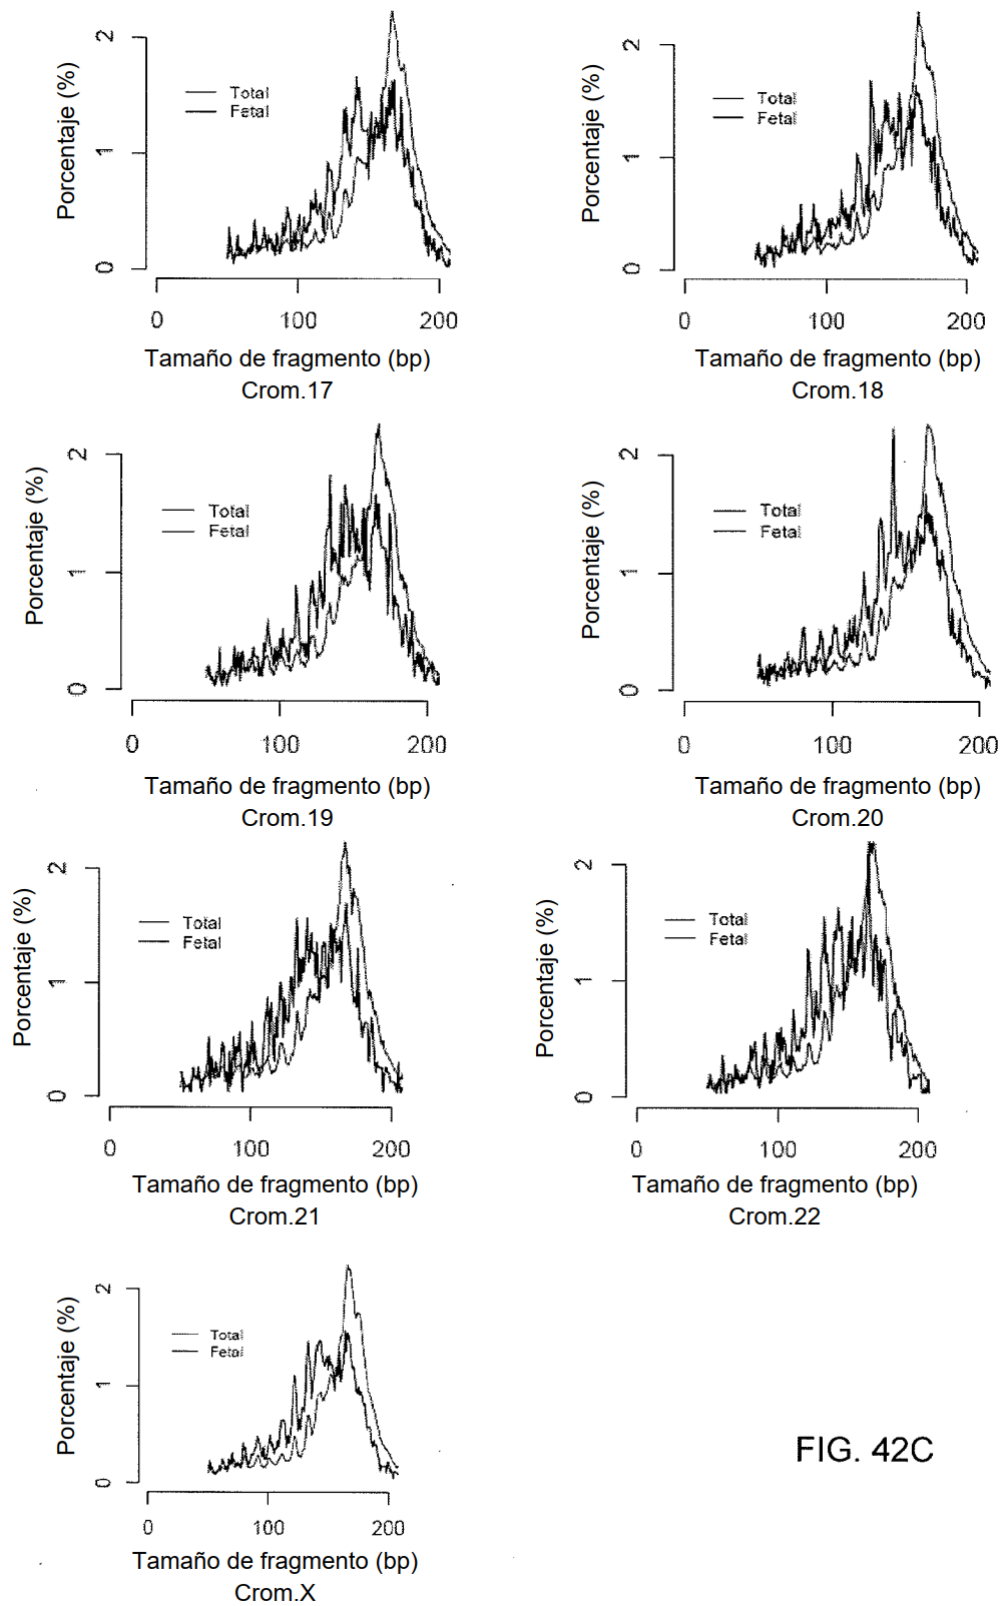 Porcentaje (%)
2
1
0
Total
Fetal
0 100 200
Tamaño de fragmento (bp)
Crom.17
Porcentaje (%)
2
1
0
Total
Fetal
0 100 200
Tamaño de fragmento (bp)
Crom.18
Porcentaje (%)
2
1
0
Total
Fetal
0 100 200
Tamaño de fragmento (bp)
Crom.19
Porcentaje (%)
2
1
0
Total
Fetal
0 100 200
Tamaño de fragmento (bp)
Crom.20
Porcentaje (%)
2
1
0
Total
Fetal
0 100 200
Tamaño de fragmento (bp)
Crom.21
Porcentaje (%)
2
1
0
Total
Fetal
0 100 200
Tamaño de fragmento (bp)
Crom.22
Porcentaje (%)
2
1
0
Total
Fetal
0 100 200
Tamaño de fragmento (bp)
Crom.X
FIG. 42C